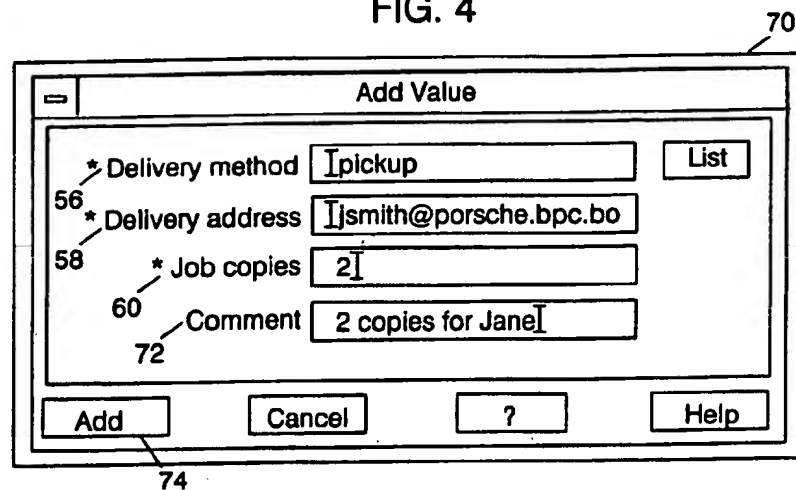 FIG. 4
70
Add Value
* Delivery method pickup List
56
* Delivery address jsmith@porsche.bpc.bo
58
* Job copies 2
60
Comment 2 copies for Jane
72
Add Cancel ? Help
74